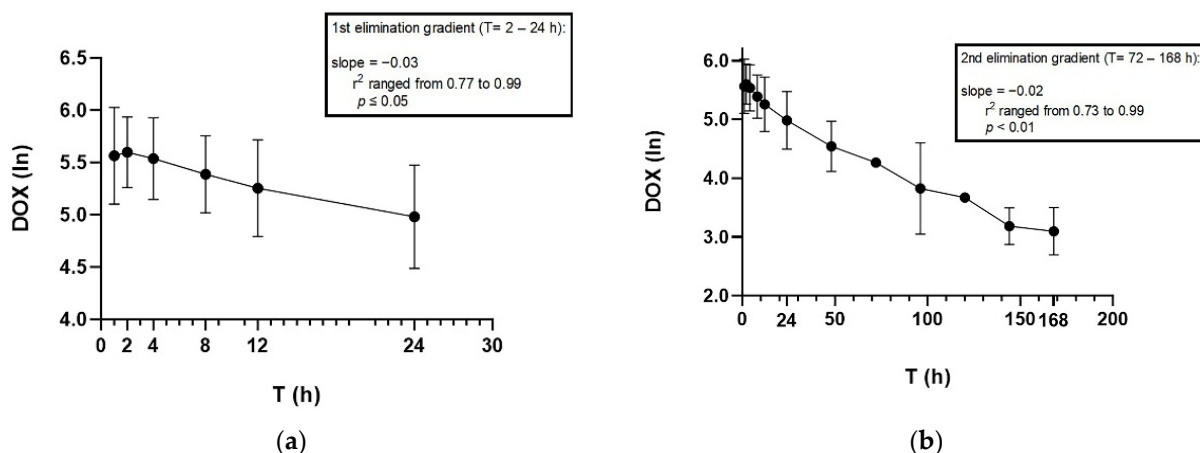 1st elimination gradient (T= 2 – 24 h):
slope = −0.03
r² ranged from 0.77 to 0.99
p ≤ 0.05
6.5
6.0
5.5
5.0
4.5
4.0
DOX (ln)
0 2 4 8 12 24 30
T (h)
(a)
2nd elimination gradient (T= 72 – 168 h):
slope = −0.02
r² ranged from 0.73 to 0.99
p < 0.01
6.0
5.0
4.0
3.0
2.0
DOX (ln)
0 24 50 100 150 168 200
T (h)
(b)